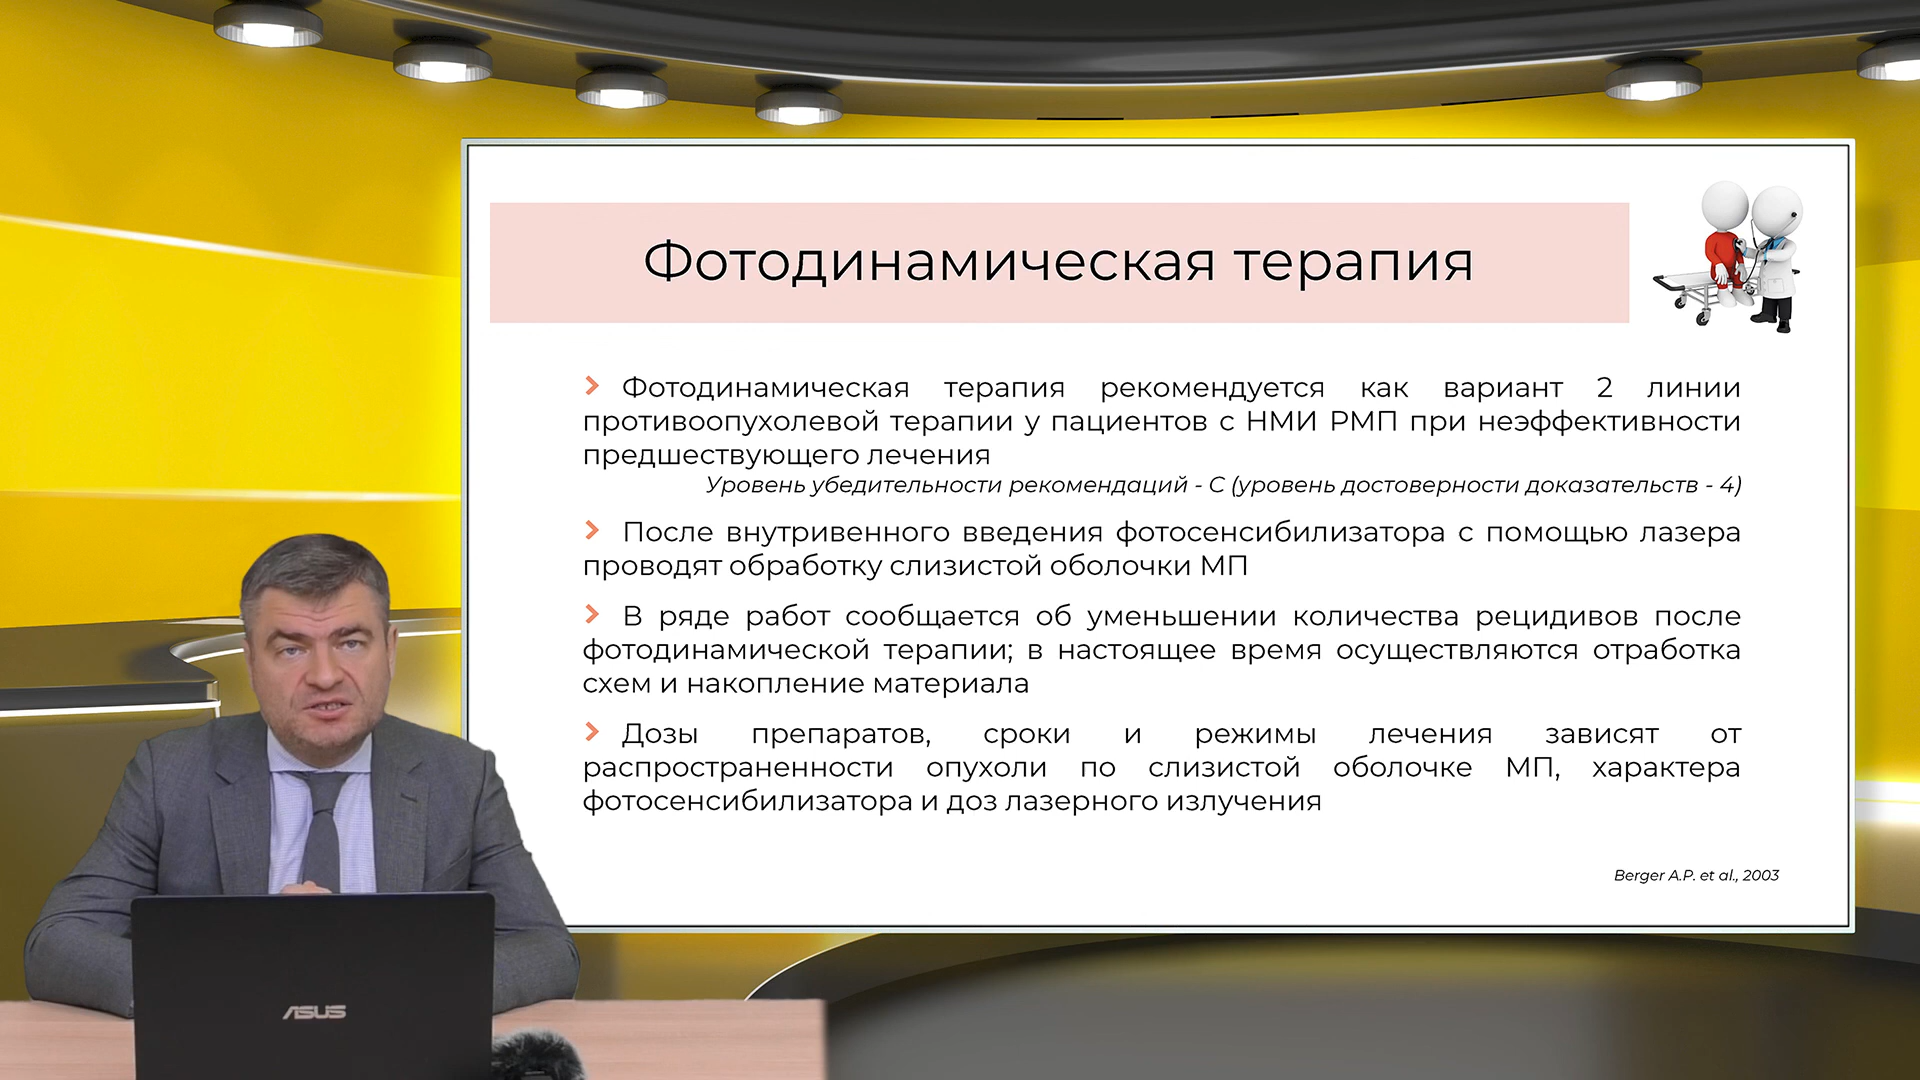 Фотодинамическая терапия
Фотодинамическая терапия рекомендуется как вариант 2 линии
противоопухолевой терапии у пациентов с НМИ РМП при неэффективности
предшествующего лечения
Уровень убедительности рекомендаций - С (уровень достоверности доказательств - 4)
После внутривенного введения фотосенсибилизатора с помощью лазера
проводят обработку слизистой оболочки МП
В ряде работ сообщается об уменьшении количества рецидивов после
фотодинамической терапии; в настоящее время осуществляются отработка
схем и накопление материала
Дозы препаратов, сроки и режимы лечения зависят от
распространенности опухоли по слизистой оболочке МП, характера
фотосенсибилизатора и доз лазерного излучения
Berger A.P. et al., 2003
ASUS